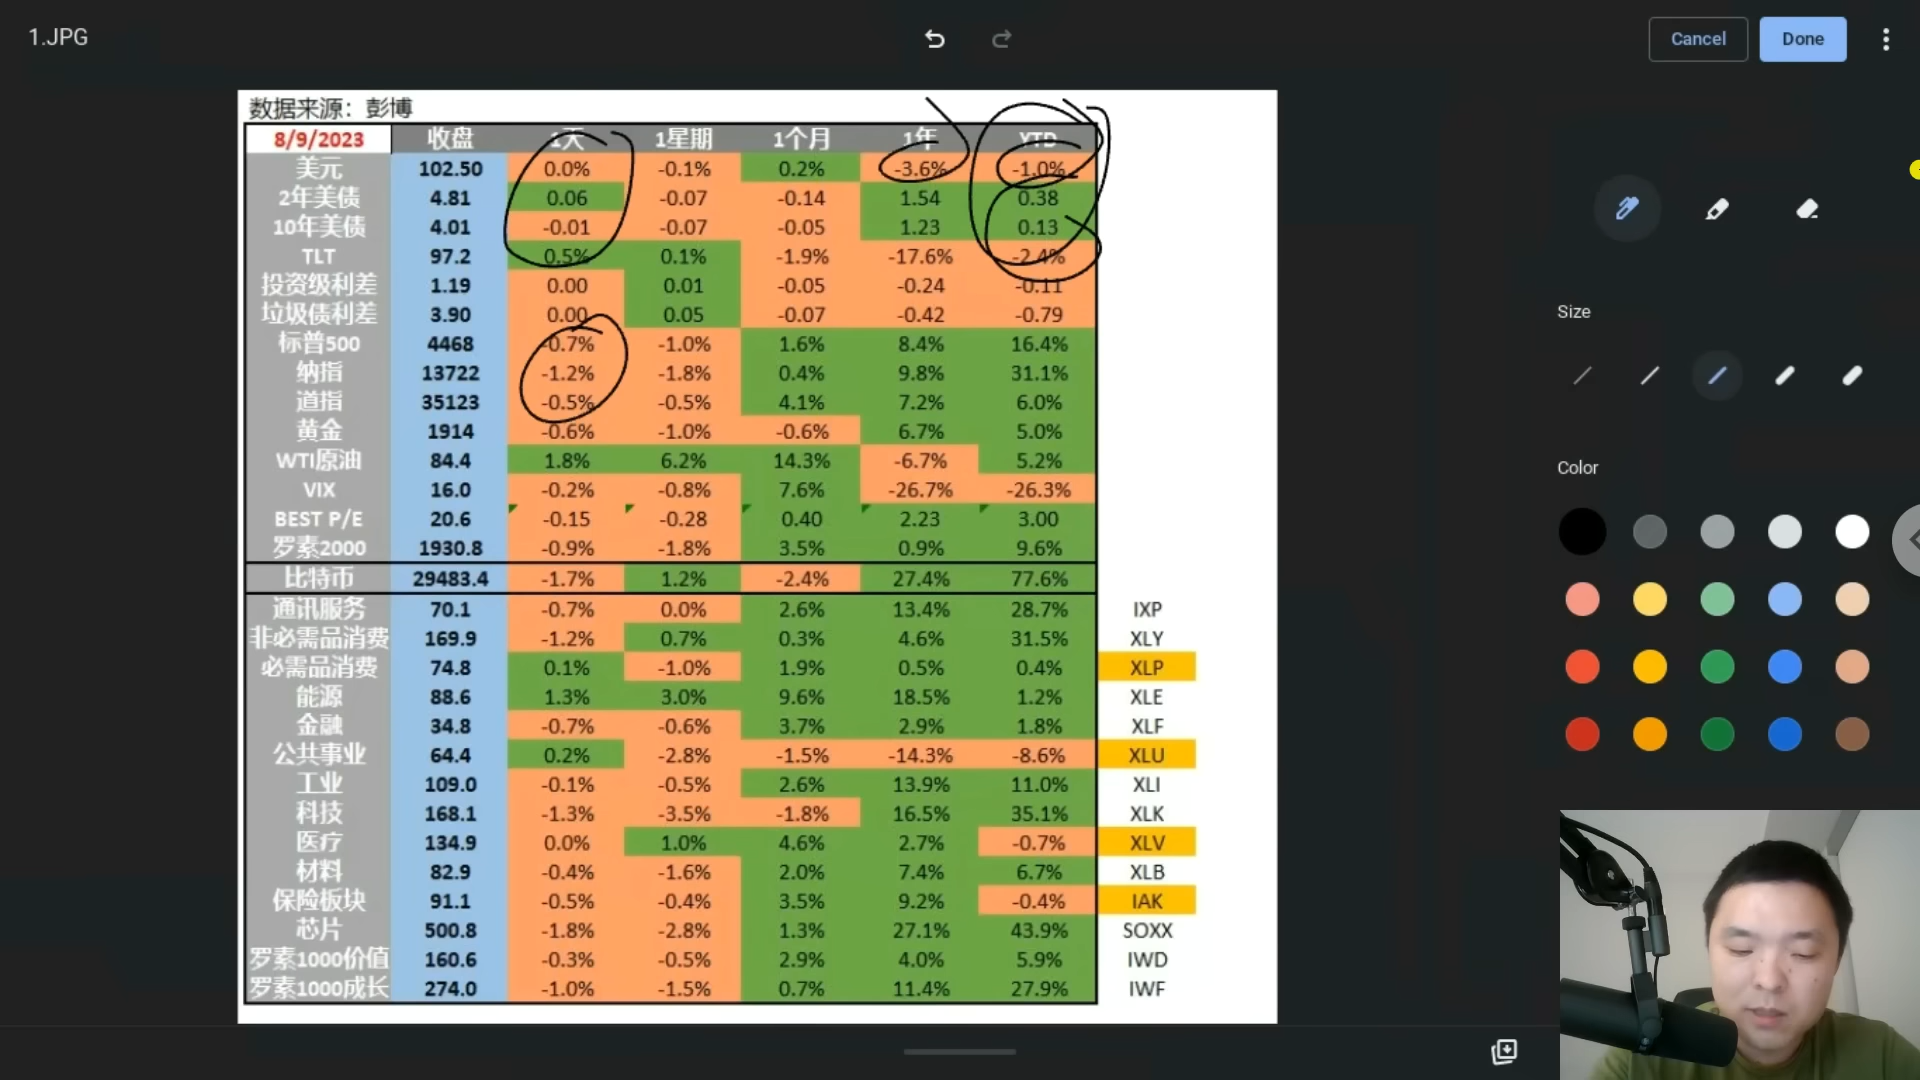 1.JPG
Cancel
Done
数据来源：彭博
8/9/2023 收盘 1天 1星期 1个月 1年 YTD
美元 102.50 0.0% -0.1% 0.2% -3.6% -1.0%
2年美债 4.81 0.06 -0.07 -0.14 1.54 0.38
10年美债 4.01 -0.01 -0.07 -0.05 1.23 0.13
TLT 97.2 0.5% 0.1% -1.9% -17.6% -2.4%
投资级利差 1.19 0.00 0.01 -0.05 -0.24 -0.11
垃圾债利差 3.90 0.00 0.05 -0.07 -0.42 -0.79
标普500 4468 -0.7% -1.0% 1.6% 8.4% 16.4%
纳指 13722 -1.2% -1.8% 0.4% 9.8% 31.1%
道指 35123 -0.5% -0.5% 4.1% 7.2% 6.0%
黄金 1914 -0.6% -1.0% -0.6% 6.7% 5.0%
WTI原油 84.4 1.8% 6.2% 14.3% -6.7% 5.2%
VIX 16.0 -0.2% -0.8% 7.6% -26.7% -26.3%
BEST P/E 20.6 -0.15 -0.28 0.40 2.23 3.00
罗素2000 1930.8 -0.9% -1.8% 3.5% 0.9% 9.6%
比特币 29483.4 -1.7% 1.2% -2.4% 27.4% 77.6%
通讯服务 70.1 -0.7% 0.0% 2.6% 13.4% 28.7% IXP
非必需品消费 169.9 -1.2% 0.7% 0.3% 4.6% 31.5% XLY
必需品消费 74.8 0.1% -1.0% 1.9% 0.5% 0.4% XLP
能源 88.6 1.3% 3.0% 9.6% 18.5% 1.2% XLE
金融 34.8 -0.7% -0.6% 3.7% 2.9% 1.8% XLF
公共事业 64.4 0.2% -2.8% -1.5% -14.3% -8.6% XLU
工业 109.0 -0.1% -0.5% 2.6% 13.9% 11.0% XLI
科技 168.1 -1.3% -3.5% -1.8% 16.5% 35.1% XLK
医疗 134.9 0.0% 1.0% 4.6% 2.7% -0.7% XLV
材料 82.9 -0.4% -1.6% 2.0% 7.4% 6.7% XLB
保险板块 91.1 -0.5% -0.4% 3.5% 9.2% -0.4% IAK
芯片 500.8 -1.8% -2.8% 1.3% 27.1% 43.9% SOXX
罗素1000价值 160.6 -0.3% -0.5% 2.9% 4.0% 5.9% IWD
罗素1000成长 274.0 -1.0% -1.5% 0.7% 11.4% 27.9% IWF
Size
Color